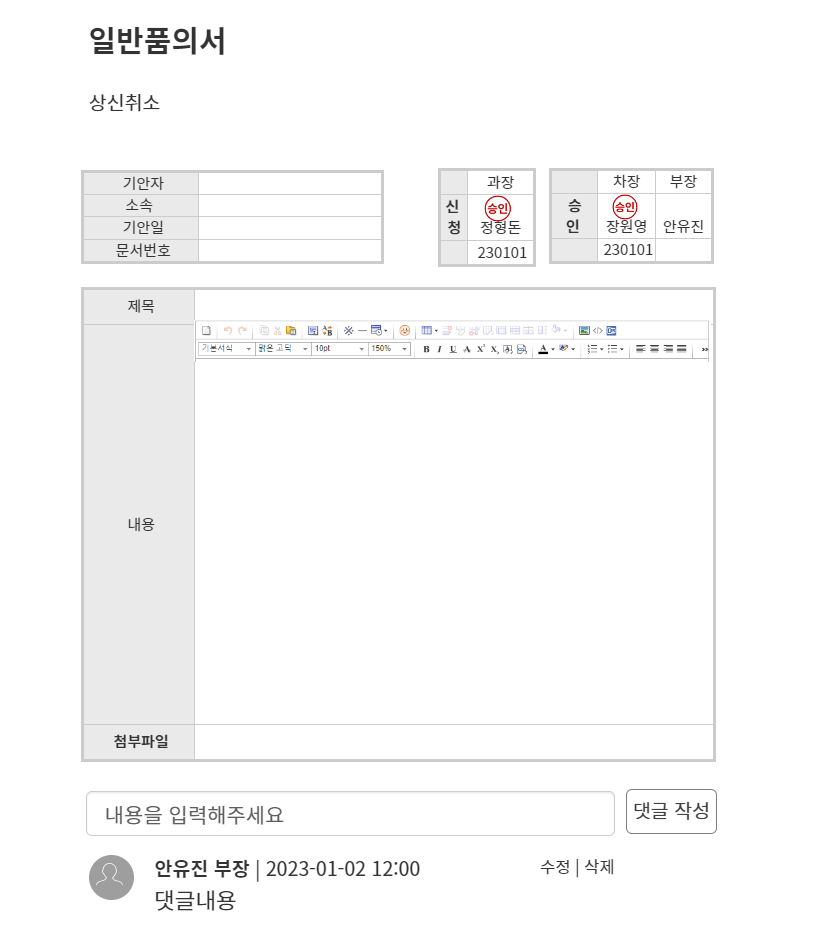 일반품의서
상신취소
기안자
소속
기안일
문서번호
신청
과장
승인
정형돈
230101
승인
차장
부장
승인
장원영
안유진
230101
제목
기본서식 맑은 고딕 10pt 150%
내용
첨부파일
내용을 입력해주세요
댓글 작성
안유진 부장 | 2023-01-02 12:00
수정 | 삭제
댓글내용